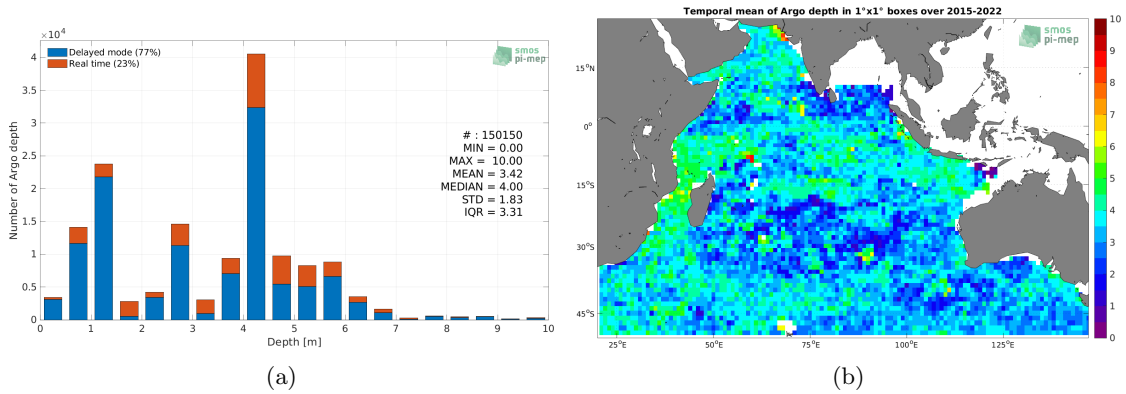 ×10⁴
Delayed mode (77%)
Real time (23%)
smos
pi-mep
4
3.5
3
2.5
2
1.5
1
0.5
0
Number of Argo depth
# : 150150
MIN = 0.00
MAX = 10.00
MEAN = 3.42
MEDIAN = 4.00
STD = 1.83
IQR = 3.31
0 1 2 3 4 5 6 7 8 9 10
Depth [m]
(a)
Temporal mean of Argo depth in 1°x1° boxes over 2015-2022
smos
pi-mep
15°N
0°
15°S
30°S
45°S
25°E 50°E 75°E 100°E 125°E
10
9
8
7
6
5
4
3
2
1
0
(b)